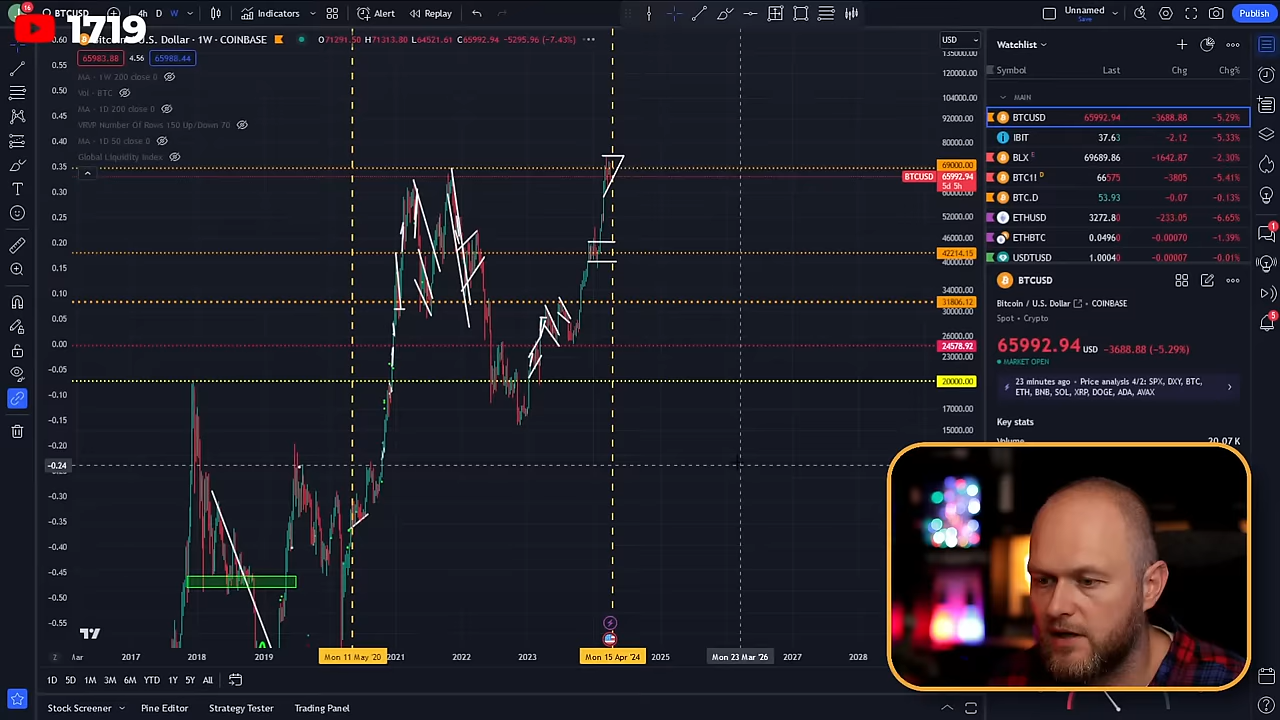 1719
BTCUSD
4h D W
Indicators
Alert
Replay
Unnamed
Save
Publish
Bitcoin / U.S. Dollar · 1W · COINBASE
O71291.50 H71313.80 L64521.61 C65992.94 −5295.96 (−7.43%)
65983.88 4.56 65988.44
MA · 1W 200 close 0
Vol · BTC
MA · 1D 200 close 0
VRVP Number Of Rows 150 Up/Down 70
MA · 1D 50 close 0
Global Liquidity Index
0.60
0.55
0.50
0.45
0.40
0.35
0.30
0.25
0.20
0.15
0.10
0.05
0.00
−0.05
−0.10
−0.15
−0.20
−0.24
−0.30
−0.35
−0.40
−0.45
−0.50
−0.55
USD
135000.00
120000.00
104000.00
92000.00
80000.00
69000.00
BTCUSD 65992.94
5d 5h
60000.00
52000.00
46000.00
42214.15
40000.00
34000.00
31806.12
30000.00
26000.00
24578.92
23000.00
20000.00
17000.00
15000.00
Mar 2017 2018 2019 Mon 11 May '20 2021 2022 2023 Mon 15 Apr '24 2025 Mon 23 Mar '26 2027 2028
1D 5D 1M 3M 6M YTD 1Y 5Y All
Stock Screener Pine Editor Strategy Tester Trading Panel
Watchlist
Symbol Last Chg Chg%
MAIN
BTCUSD 65992.94 −3688.88 −5.29%
IBIT 37.63 −2.12 −5.33%
BLX E 69689.86 −1642.87 −2.30%
BTC1! D 66575 −3805 −5.41%
BTC.D 53.93 −0.07 −0.13%
ETHUSD 3272.80 −233.05 −6.65%
ETHBTC 0.04960 −0.00070 −1.39%
USDTUSD 1.00040 −0.00007 −0.01%
BTCUSD
Bitcoin / U.S. Dollar · COINBASE
Spot · Crypto
65992.94 USD −3688.88 (−5.29%)
MARKET OPEN
23 minutes ago · Price analysis 4/2: SPX, DXY, BTC,
ETH, BNB, SOL, XRP, DOGE, ADA, AVAX
Key stats
Volume 20.07 K